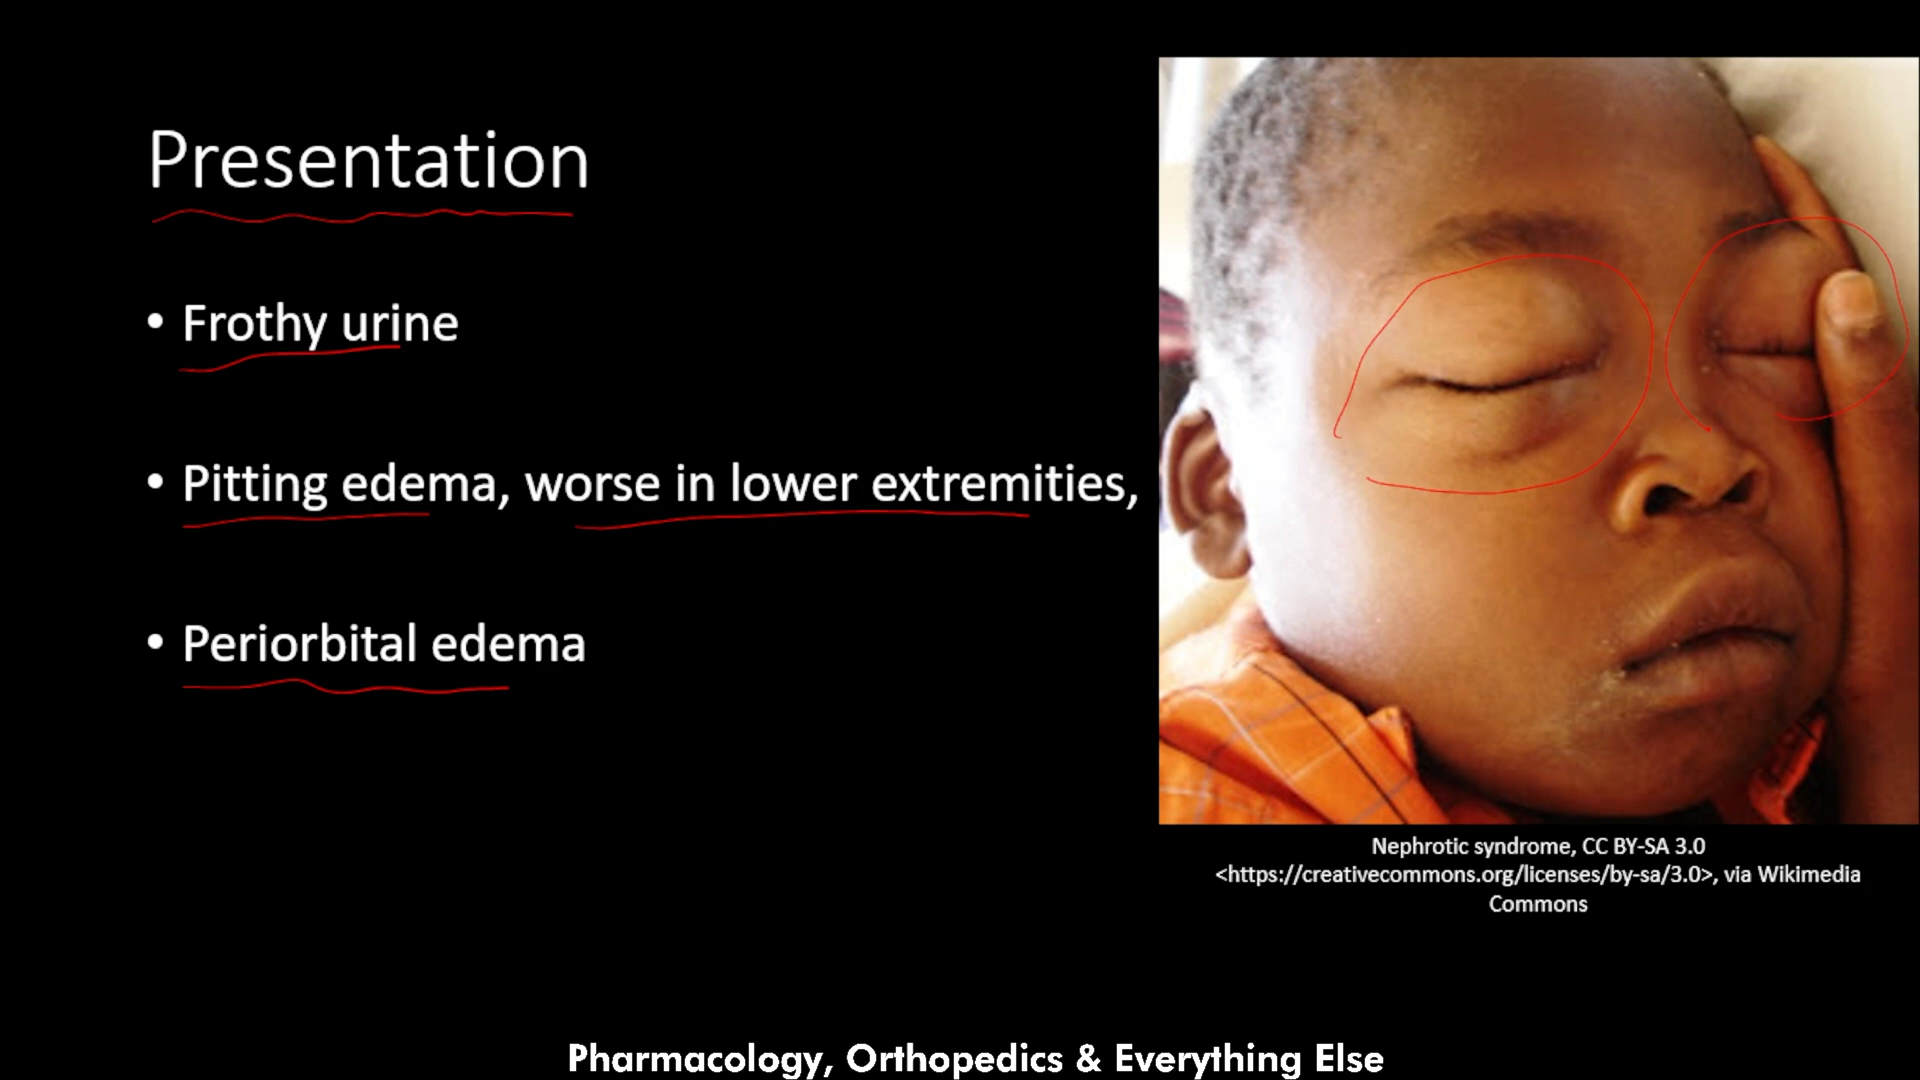 Presentation
• Frothy urine
• Pitting edema, worse in lower extremities,
• Periorbital edema
Nephrotic syndrome, CC BY-SA 3.0
<https://creativecommons.org/licenses/by-sa/3.0>, via Wikimedia
Commons
Pharmacology, Orthopedics & Everything Else